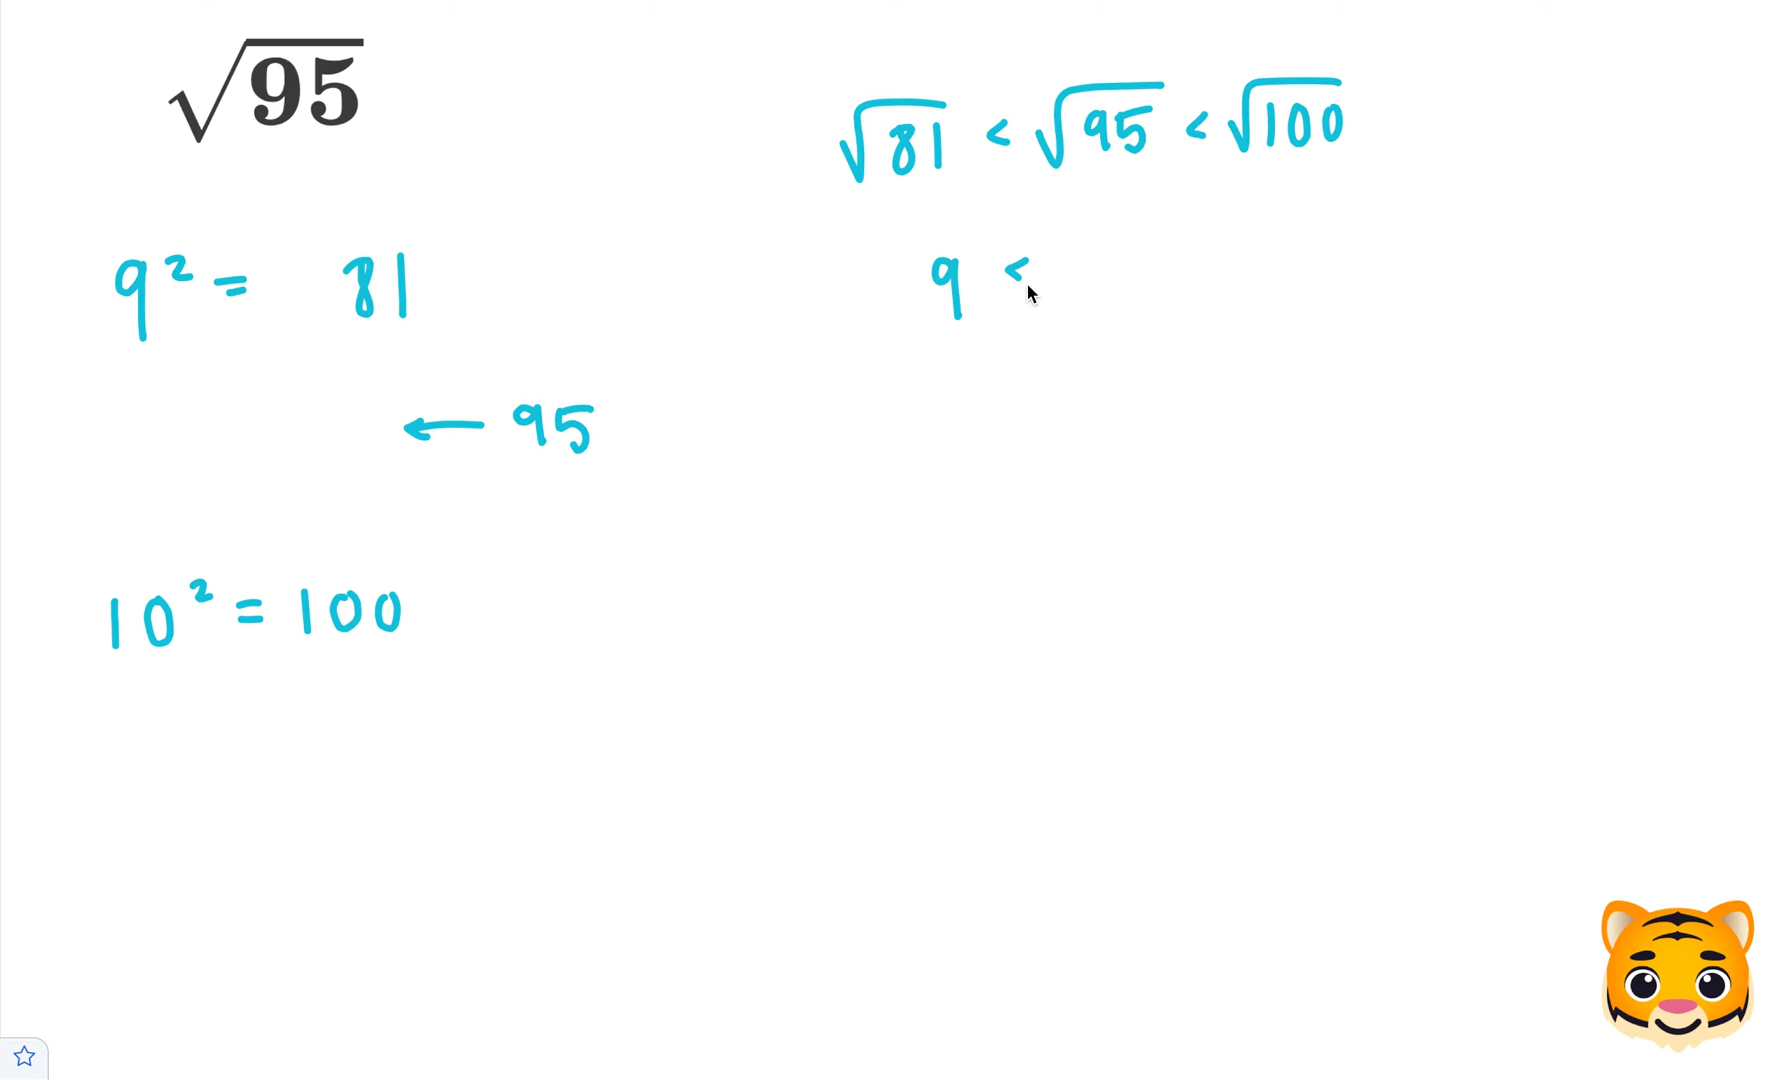 √95
√81 < √95 < √100
9² = 81
9 <
← 95
10² = 100